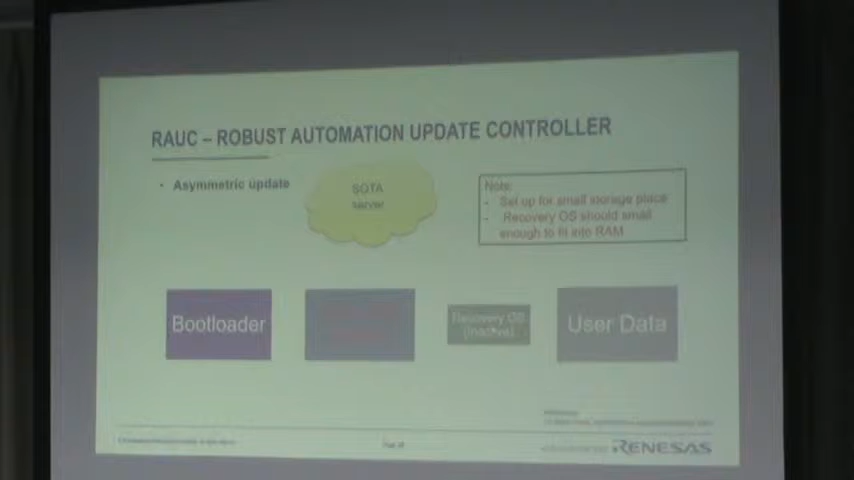 RAUC – ROBUST AUTOMATION UPDATE CONTROLLER
• Asymmetric update
SOTA
server
Note:
- Set up for small storage place
- Recovery OS should small
enough to fit into RAM
Bootloader
Recovery OS
(Inactive)
User Data
RENESAS